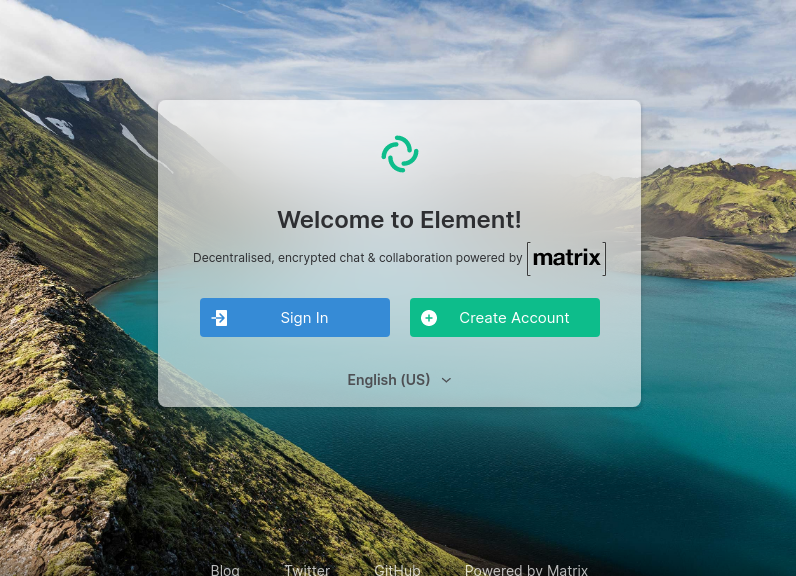 Welcome to Element!
Decentralised, encrypted chat & collaboration powered by [matrix]
Sign In
Create Account
English (US)
Blog Twitter GitHub Powered by Matrix